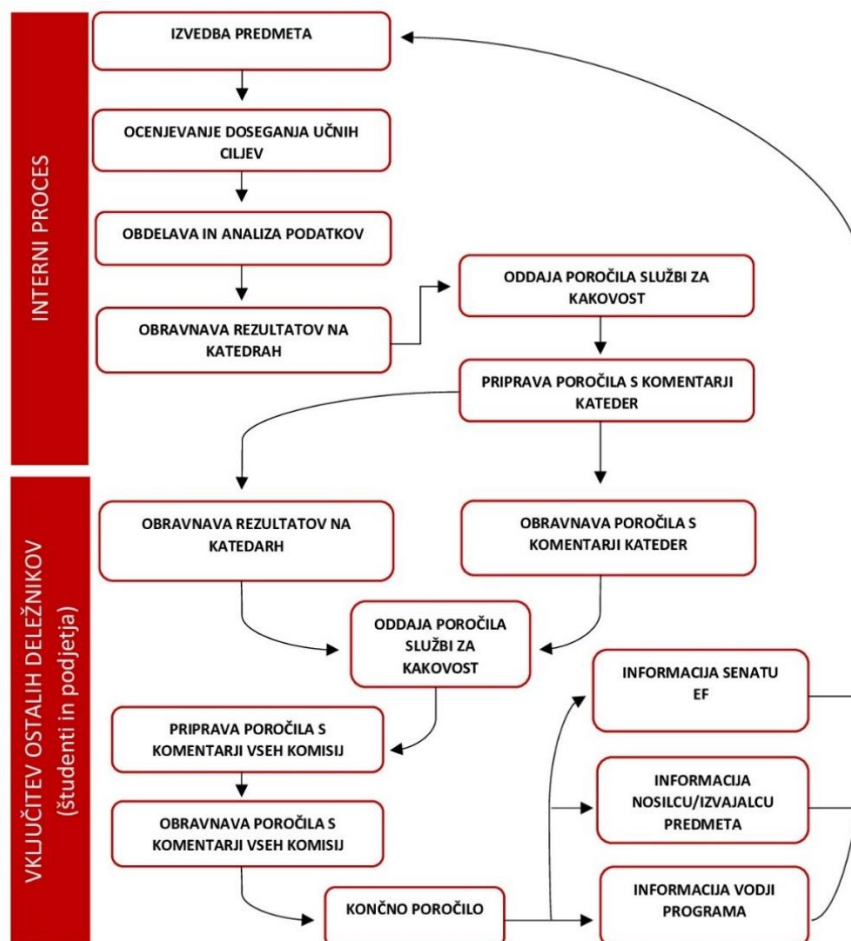 INTERNI PROCES
IZVEDBA PREDMETA
OCENJEVANJE DOSEGANJA UČNIH
CILJEV
OBDELAVA IN ANALIZA PODATKOV
OBRAVNAVA REZULTATOV NA
KATEDRAH
ODDAJA POROČILA SLUŽBI ZA
KAKOVOST
PRIPRAVA POROČILA S KOMENTARJI
KATEDER
VKLJUČITEV OSTALIH DELEŽNIKOV
(študenti in podjetja)
OBRAVNAVA REZULTATOV NA
KATEDARH
OBRAVNAVA POROČILA S
KOMENTARJI KATEDER
ODDAJA POROČILA
SLUŽBI ZA
KAKOVOST
PRIPRAVA POROČILA S
KOMENTARJI VSEH KOMISIJ
OBRAVNAVA POROČILA S
KOMENTARJI VSEH KOMISIJ
KONČNO POROČILO
INFORMACIJA SENATU
EF
INFORMACIJA
NOSILCU/IZVAJALCU
PREDMETA
INFORMACIJA VODJI
PROGRAMA